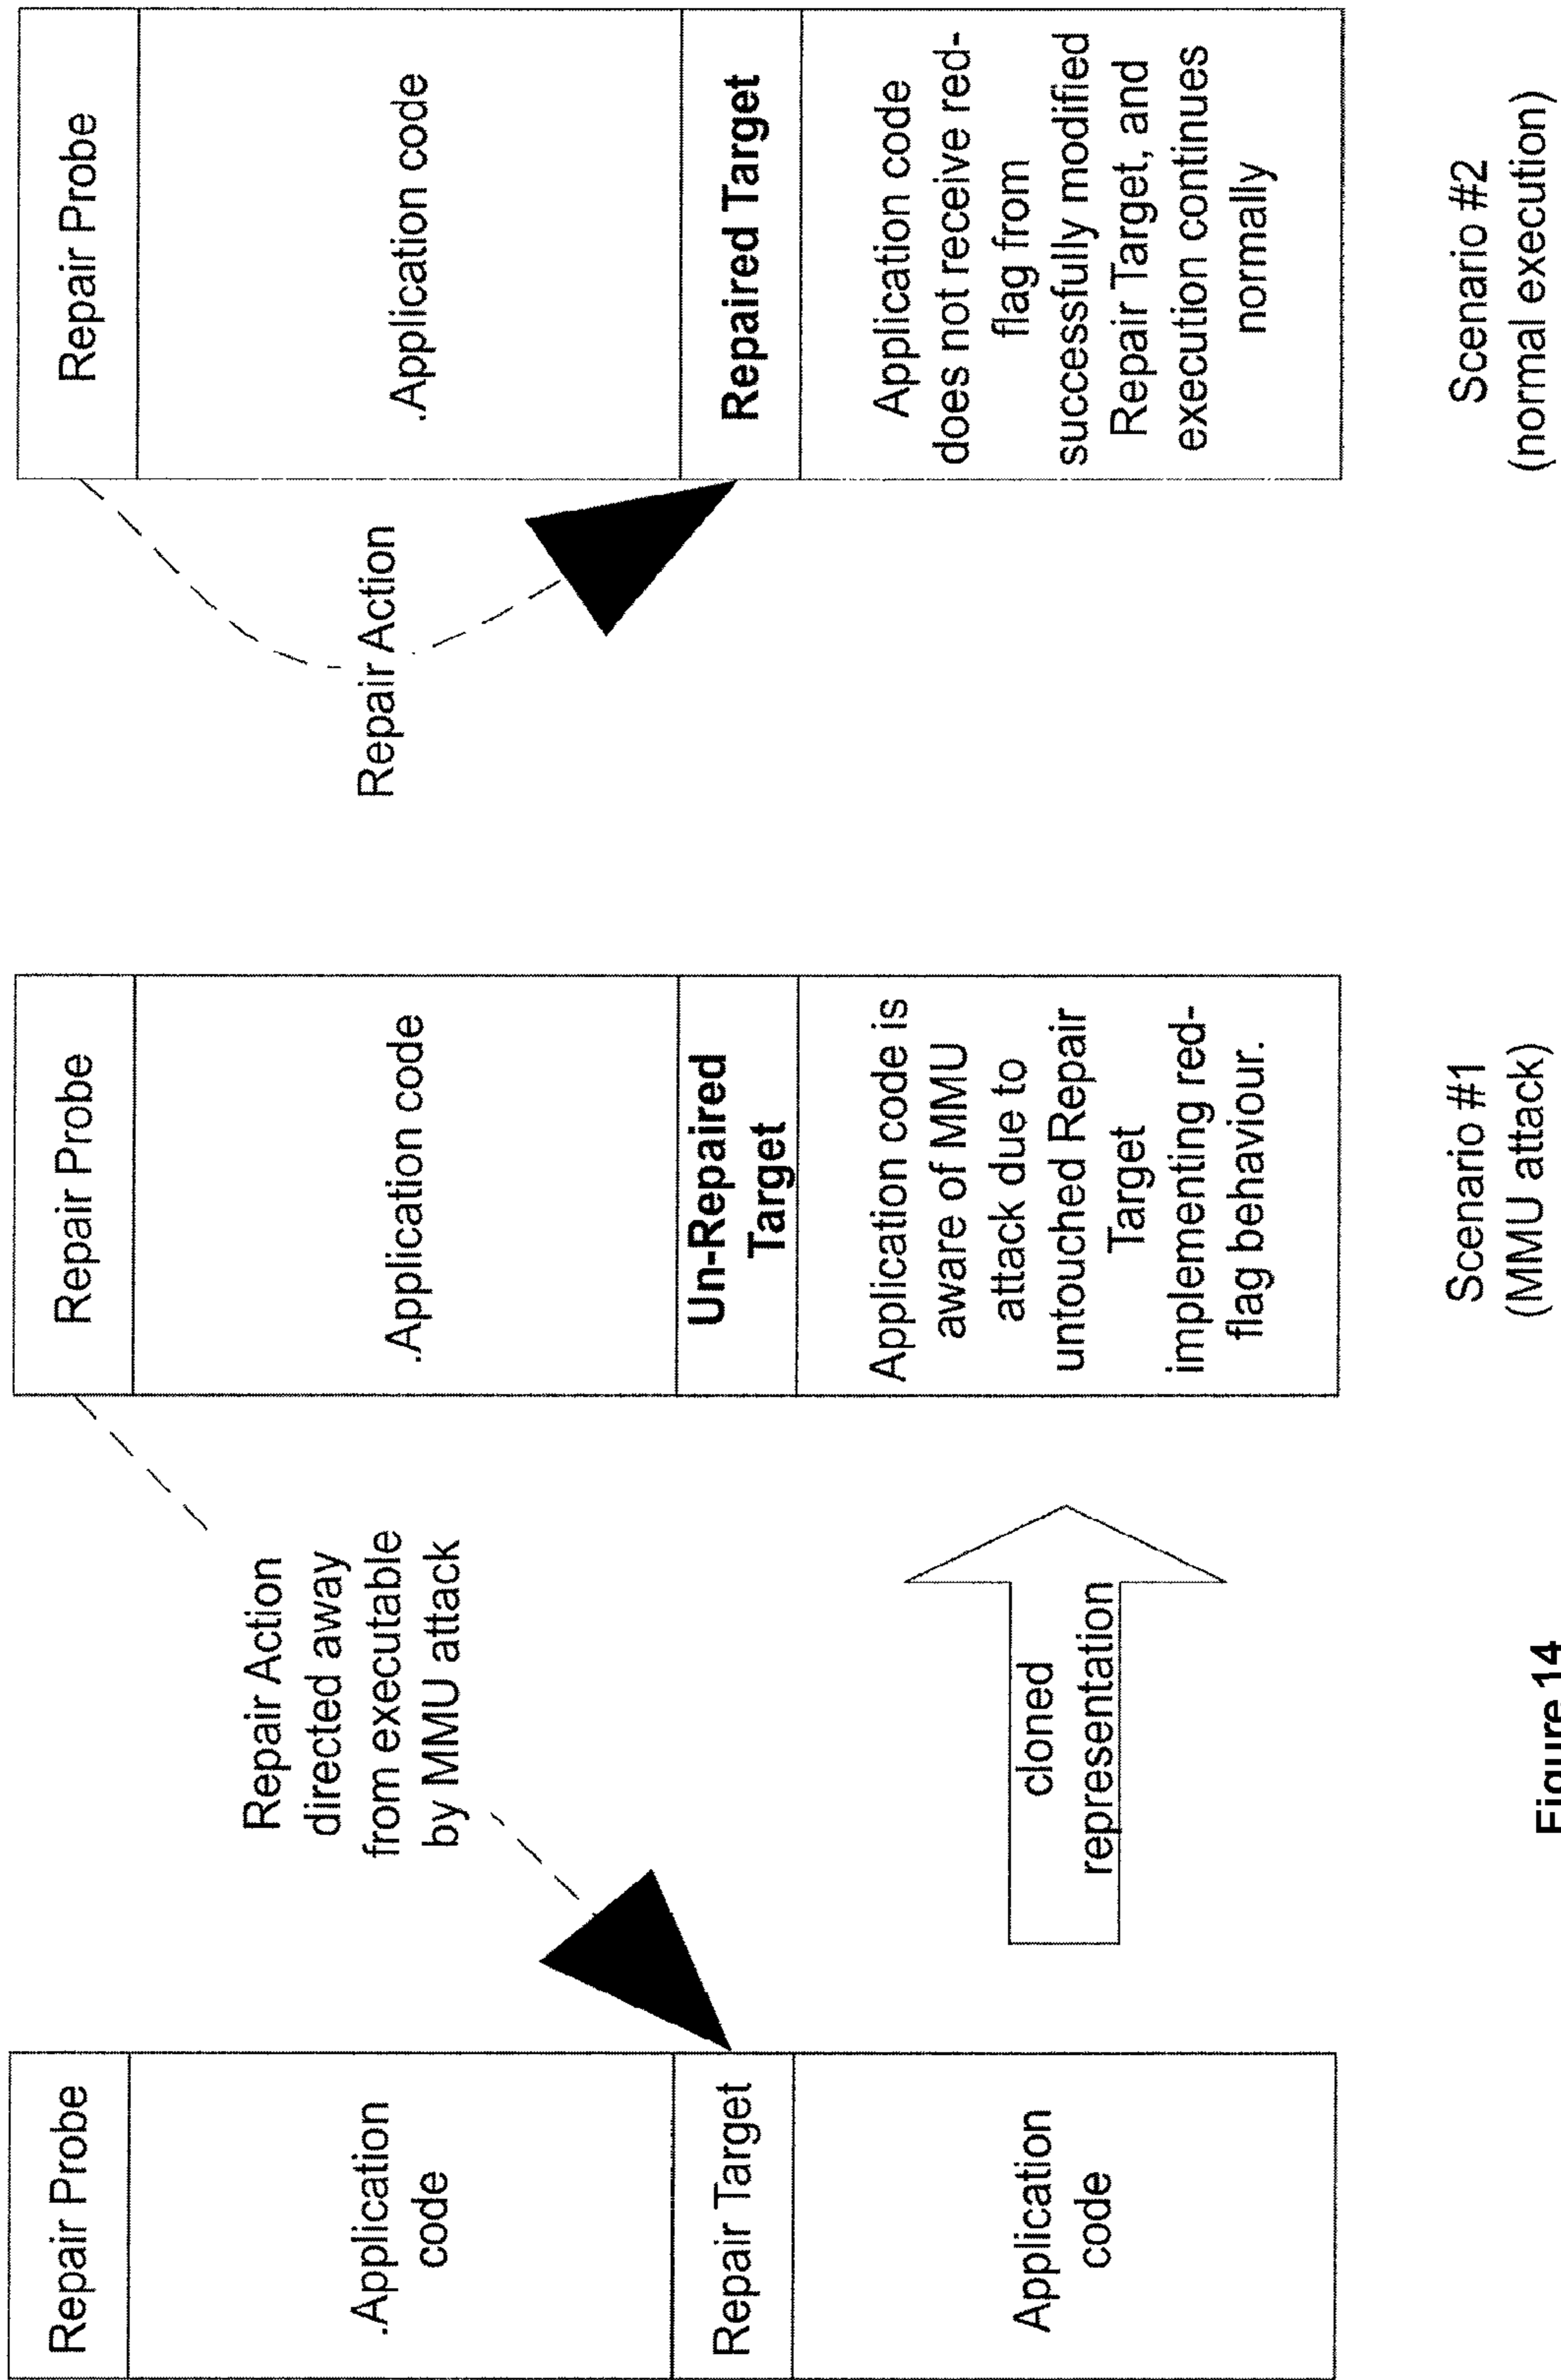 Repair Probe
.Application
code
Repair Target
Application
code
Repair Action
directed away
from executable
by MMU attack
cloned
representation
Repair Probe
.Application code
Un-Repaired
Target
Application code is
aware of MMU
attack due to
untouched Repair
Target
implementing red-
flag behaviour.
Scenario #1
(MMU attack)
Repair Action
Repair Probe
.Application code
Repaired Target
Application code
does not receive red-
flag from
successfully modified
Repair Target, and
execution continues
normally
Scenario #2
(normal execution)
Figure 14